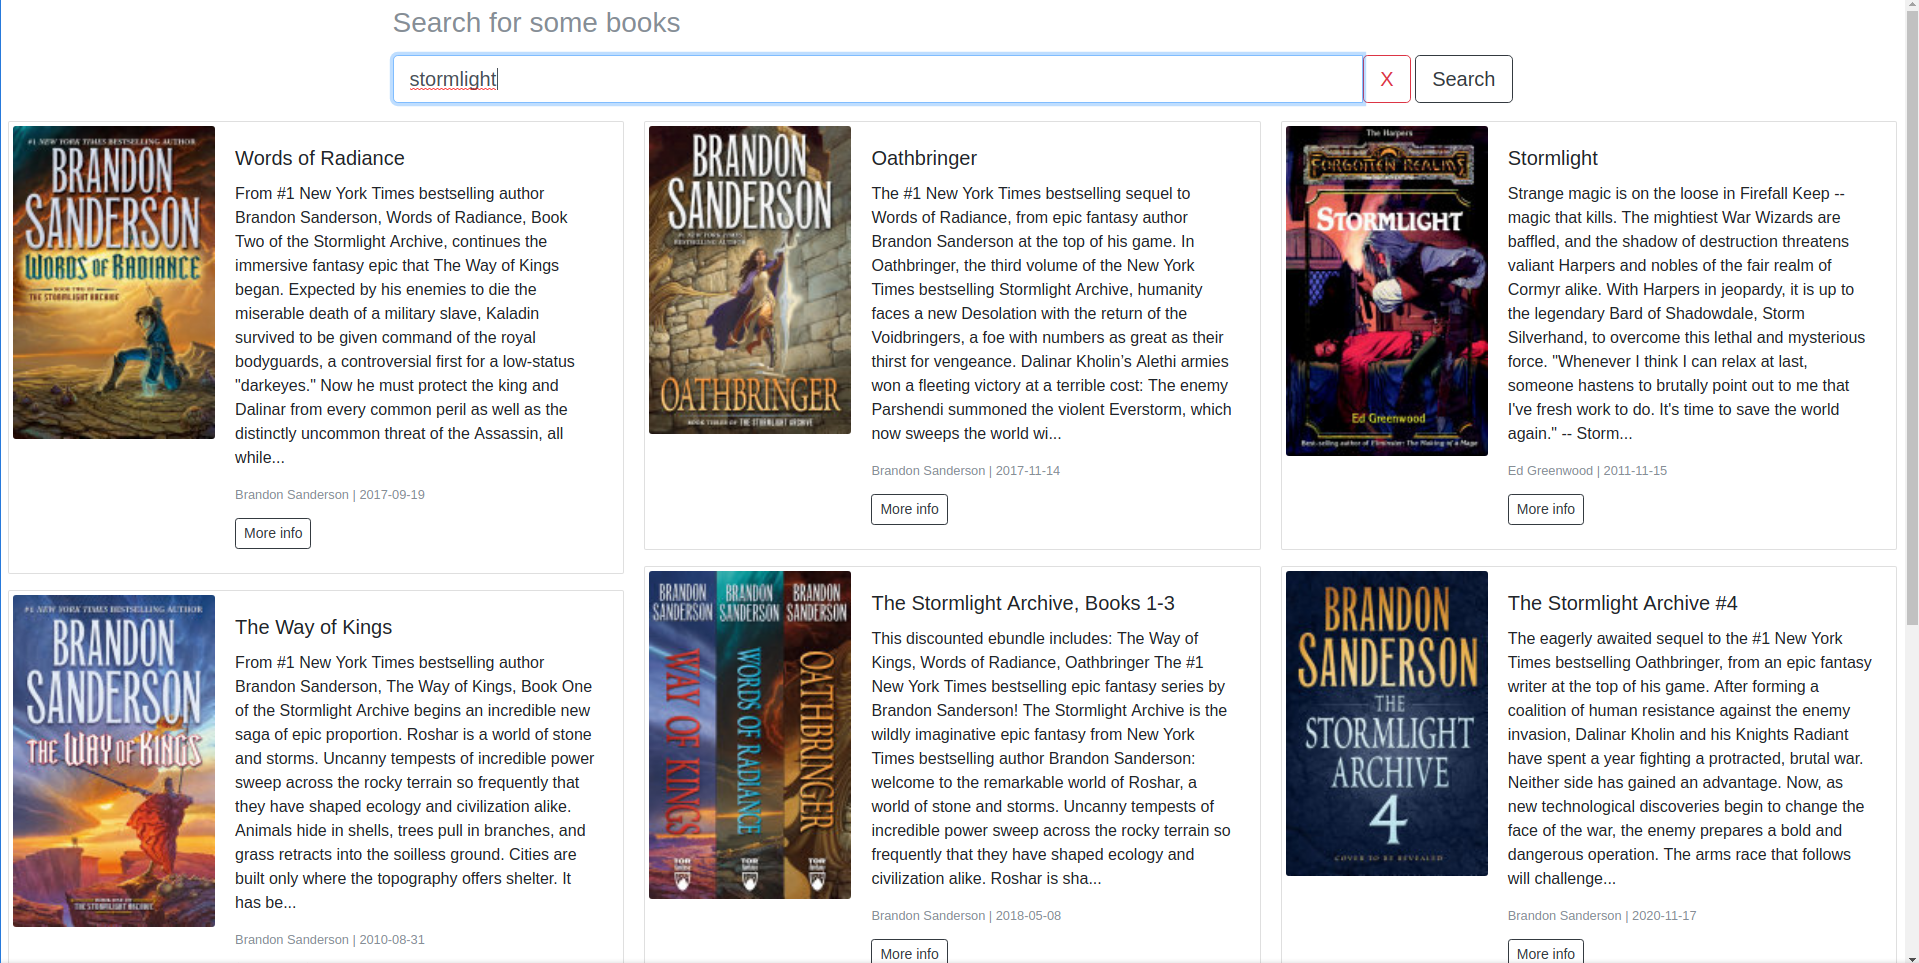 Search for some books
stormlight
X
Search
#1 NEW YORK TIMES BESTSELLING AUTHOR
BRANDON
SANDERSON
WORDS OF RADIANCE
BOOK TWO OF
THE STORMLIGHT ARCHIVE
Words of Radiance
From #1 New York Times bestselling author
Brandon Sanderson, Words of Radiance, Book
Two of the Stormlight Archive, continues the
immersive fantasy epic that The Way of Kings
began. Expected by his enemies to die the
miserable death of a military slave, Kaladin
survived to be given command of the royal
bodyguards, a controversial first for a low-status
"darkeyes." Now he must protect the king and
Dalinar from every common peril as well as the
distinctly uncommon threat of the Assassin, all
while...
Brandon Sanderson | 2017-09-19
More info
BRANDON
SANDERSON
#1 NEW YORK TIMES
BESTSELLING AUTHOR
OATHBRINGER
BOOK THREE OF THE STORMLIGHT ARCHIVE
Oathbringer
The #1 New York Times bestselling sequel to
Words of Radiance, from epic fantasy author
Brandon Sanderson at the top of his game. In
Oathbringer, the third volume of the New York
Times bestselling Stormlight Archive, humanity
faces a new Desolation with the return of the
Voidbringers, a foe with numbers as great as their
thirst for vengeance. Dalinar Kholin’s Alethi armies
won a fleeting victory at a terrible cost: The enemy
Parshendi summoned the violent Everstorm, which
now sweeps the world wi...
Brandon Sanderson | 2017-11-14
More info
The Harpers
FORGOTTEN REALMS
STORMLIGHT
Ed Greenwood
Best-selling author of Elminster: The Making of a Mage
Stormlight
Strange magic is on the loose in Firefall Keep --
magic that kills. The mightiest War Wizards are
baffled, and the shadow of destruction threatens
valiant Harpers and nobles of the fair realm of
Cormyr alike. With Harpers in jeopardy, it is up to
the legendary Bard of Shadowdale, Storm
Silverhand, to overcome this lethal and mysterious
force. "Whenever I think I can relax at last,
someone hastens to brutally point out to me that
I've fresh work to do. It's time to save the world
again." -- Storm...
Ed Greenwood | 2011-11-15
More info
#1 NEW YORK TIMES BESTSELLING AUTHOR
BRANDON
SANDERSON
THE WAY OF KINGS
BOOK ONE OF
THE STORMLIGHT ARCHIVE
The Way of Kings
From #1 New York Times bestselling author
Brandon Sanderson, The Way of Kings, Book One
of the Stormlight Archive begins an incredible new
saga of epic proportion. Roshar is a world of stone
and storms. Uncanny tempests of incredible power
sweep across the rocky terrain so frequently that
they have shaped ecology and civilization alike.
Animals hide in shells, trees pull in branches, and
grass retracts into the soilless ground. Cities are
built only where the topography offers shelter. It
has be...
Brandon Sanderson | 2010-08-31
BRANDON
SANDERSON
WAY OF KINGS
TOR
BRANDON
SANDERSON
WORDS OF RADIANCE
TOR
BRANDON
SANDERSON
OATHBRINGER
TOR
The Stormlight Archive, Books 1-3
This discounted ebundle includes: The Way of
Kings, Words of Radiance, Oathbringer The #1
New York Times bestselling epic fantasy series by
Brandon Sanderson! The Stormlight Archive is the
wildly imaginative epic fantasy from New York
Times bestselling author Brandon Sanderson:
welcome to the remarkable world of Roshar, a
world of stone and storms. Uncanny tempests of
incredible power sweep across the rocky terrain so
frequently that they have shaped ecology and
civilization alike. Roshar is sha...
Brandon Sanderson | 2018-05-08
More info
BRANDON
SANDERSON
THE
STORMLIGHT
ARCHIVE
4
COVER TO BE REVEALED
The Stormlight Archive #4
The eagerly awaited sequel to the #1 New York
Times bestselling Oathbringer, from an epic fantasy
writer at the top of his game. After forming a
coalition of human resistance against the enemy
invasion, Dalinar Kholin and his Knights Radiant
have spent a year fighting a protracted, brutal war.
Neither side has gained an advantage. Now, as
new technological discoveries begin to change the
face of the war, the enemy prepares a bold and
dangerous operation. The arms race that follows
will challenge...
Brandon Sanderson | 2020-11-17
More info